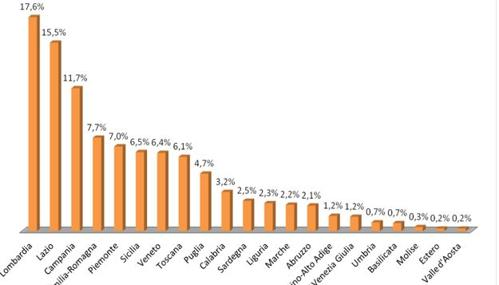 17,6%
15,5%
11,7%
7,7%
7,0%
6,5%
6,4%
6,1%
4,7%
3,2%
2,5%
2,3%
2,2%
2,1%
1,2%
1,2%
0,7%
0,7%
0,3%
0,2%
0,2%
Lombardia
Lazio
Campania
ilia-Romagna
Piemonte
Sicilia
Veneto
Toscana
Puglia
Calabria
Sardegna
Liguria
Marche
Abruzzo
ino-Alto Adige
Venezia Giulia
Umbria
Basilicata
Molise
Estero
Valle d'Aosta